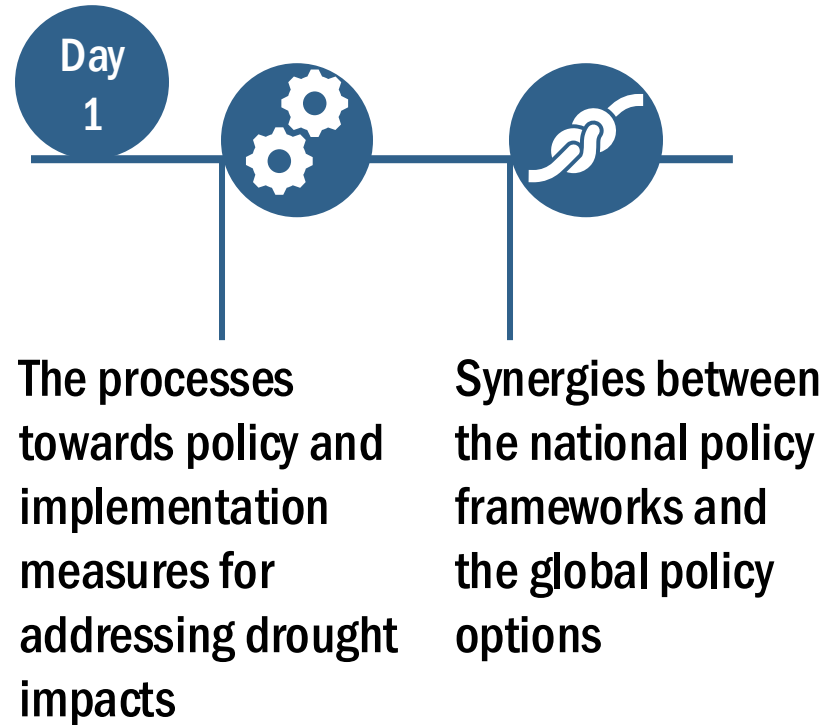 Day
1
The processes
towards policy and
implementation
measures for
addressing drought
impacts
Synergies between
the national policy
frameworks and
the global policy
options